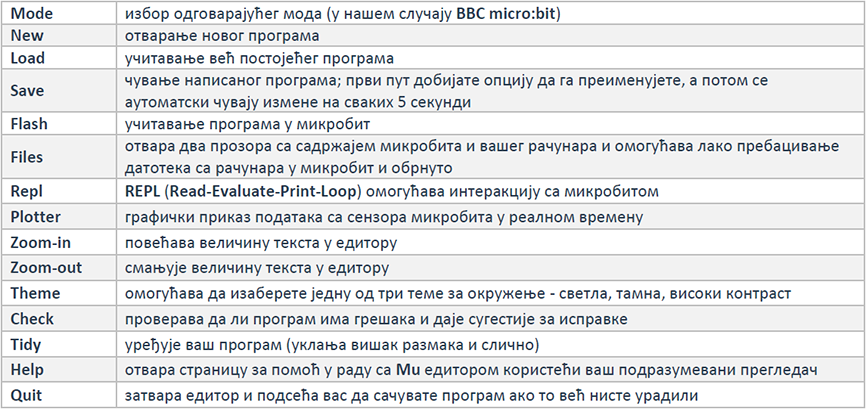 Mode избор одговарајућег мода (у нашем случају BBC micro:bit)
New отварање новог програма
Load учитавање већ постојећег програма
Save чување написаног програма; први пут добијате опцију да га преименујете, а потом се
аутоматски чувају измене на сваких 5 секунди
Flash учитавање програма у микробит
Files отвара два прозора са садржајем микробита и вашег рачунара и омогућава лако пребацивање
датотека са рачунара у микробит и обрнуто
Repl REPL (Read-Evaluate-Print-Loop) омогућава интеракцију са микробитом
Plotter графички приказ података са сензора микробита у реалном времену
Zoom-in повећава величину текста у едитору
Zoom-out смањује величину текста у едитору
Theme омогућава да изаберете једну од три теме за окружење - светла, тамна, високи контраст
Check проверава да ли програм има грешака и даје сугестије за исправке
Tidy уређује ваш програм (уклања вишак размака и слично)
Help отвара страницу за помоћ у раду са Mu едитором користећи ваш подразумевани прегледач
Quit затвара едитор и подсећа вас да сачувате програм ако то већ нисте урадили